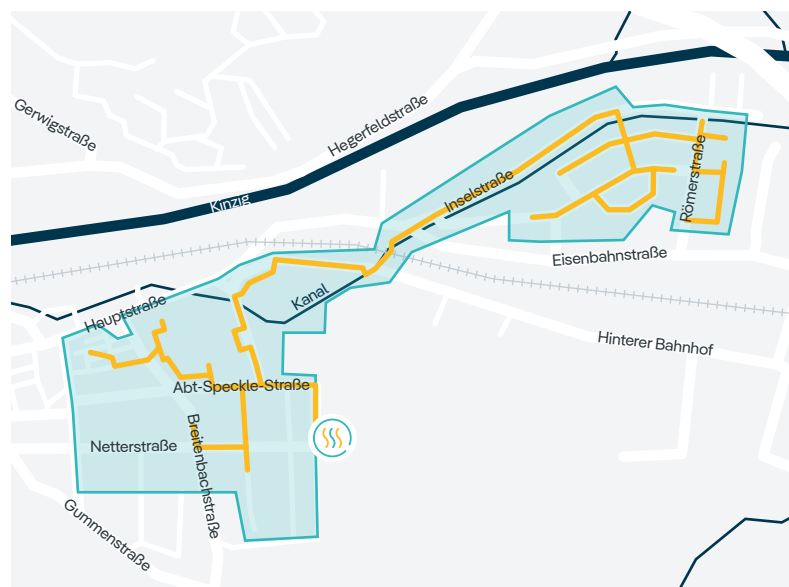 Gerwigstraße
Hegerfeldstraße
Kinzig
Inselstraße
Römerstraße
Eisenbahnstraße
Kanal
Hauptstraße
Hinterer Bahnhof
Abt-Speckle-Straße
Breitenbachstraße
Netterstraße
Gummenstraße